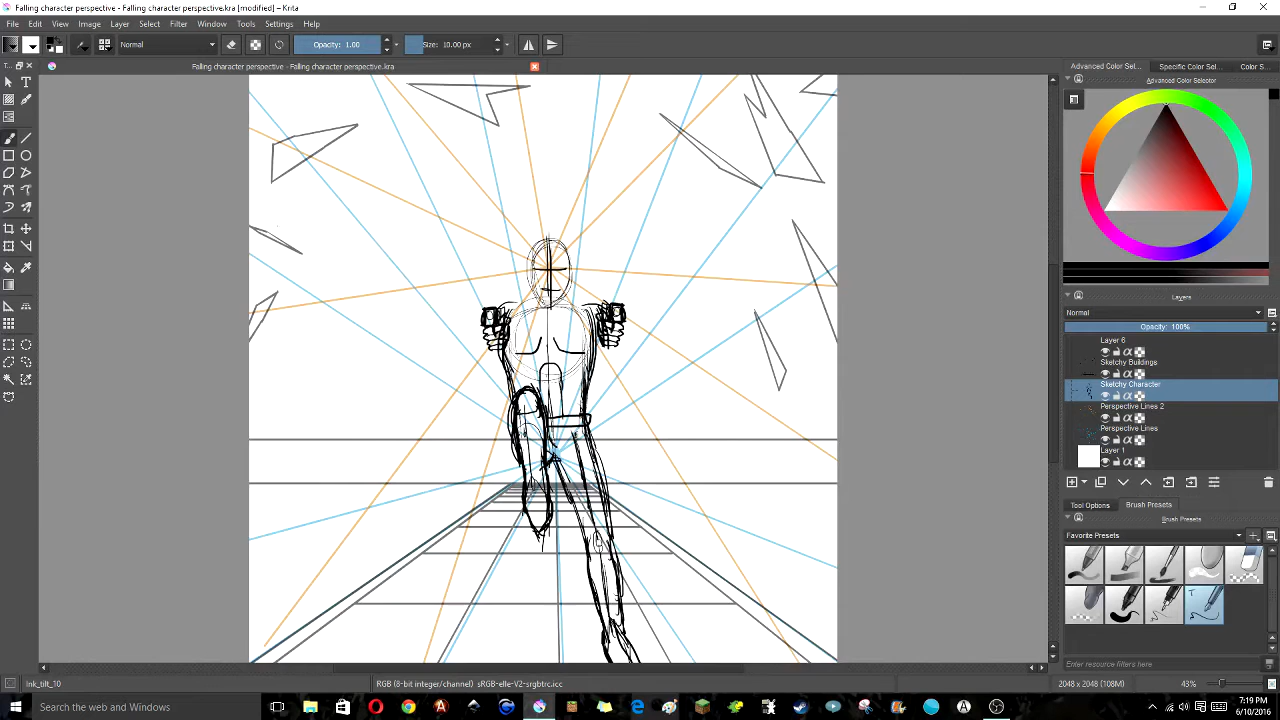 Falling character perspective.kra [modified] - Krita
File Edit View Image Layer Select Filter Window Tools Settings Help
Normal
Opacity: 1.00
Size: 10.00 px
T...
Falling character perspective - Falling character perspective.kra
Advanced Color Sel... Specific Color Sel... Color S...
Advanced Color Selector
Layers
Normal
Opacity: 100%
Layer 6
Sketchy Buildings
Sketchy Character
Perspective Lines 2
Perspective Lines
Layer 1
Tool Options Brush Presets
Brush Presets
Favorite Presets
Enter resource filters here
Ink_tilt_10
RGB (8-bit integer/channel) sRGB-elle-V2-srgbtrc.icc
2048 x 2048 (108M)
43%
Search the web and Windows
7:19 PM
6/10/2016